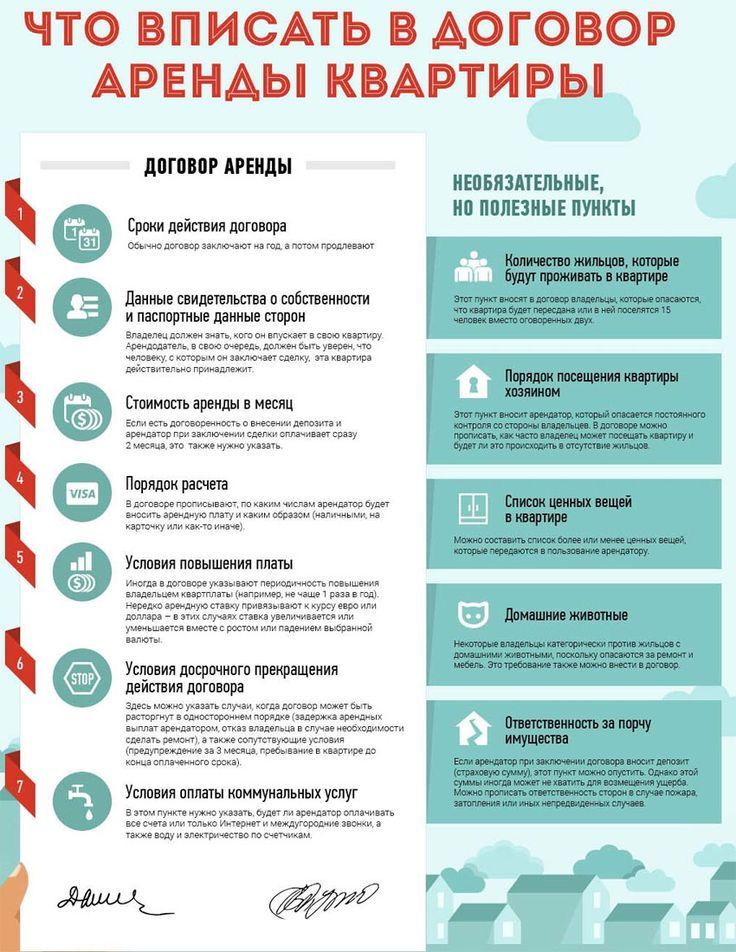 ЧТО ВПИСАТЬ В ДОГОВОР
АРЕНДЫ КВАРТИРЫ
ДОГОВОР АРЕНДЫ
1
Сроки действия договора
Обычно договор заключают на год, а потом продлевают
2
Данные свидетельства о собственности
и паспортные данные сторон
Владелец должен знать, кого он впускает в свою квартиру.
Арендодатель, в свою очередь, должен быть уверен, что
человеку, с которым он заключает сделку, эта квартира
действительно принадлежит.
3
Стоимость аренды в месяц
Если есть договоренность о внесении депозита и
арендатор при заключении сделки оплачивает сразу
2 месяца, это также нужно указать.
4
VISA
Порядок расчета
В договоре прописывают, по каким числам арендатор будет
вносить арендную плату и каким образом (наличными, на
карточку или как-то иначе).
5
Условия повышения платы
Иногда в договоре указывают периодичность повышения
владельцем квартплаты (например, не чаще 1 раза в год).
Нередко арендную ставку привязывают к курсу евро или
доллара – в этих случаях ставка увеличивается или
уменьшается вместе с ростом или падением выбранной
валюты.
6
STOP
Условия досрочного прекращения
действия договора
Здесь можно указать случаи, когда договор может быть
расторгнут в одностороннем порядке (задержка арендных
выплат арендатором, отказ владельца в случае необходимости
сделать ремонт), а также сопутствующие условия
(предупреждение за 3 месяца, пребывание в квартире до
конца оплаченного срока).
7
Условия оплаты коммунальных услуг
В этом пункте нужно указать, будет ли арендатор оплачивать
все счета или только Интернет и междугородние звонки, а
также воду и электричество по счетчикам.
НЕОБЯЗАТЕЛЬНЫЕ,
НО ПОЛЕЗНЫЕ ПУНКТЫ
Количество жильцов, которые
будут проживать в квартире
Этот пункт вносят в договор владельцы, которые опасаются,
что квартира будет пересдана или в ней поселятся 15
человек вместо оговоренных двух.
Порядок посещения квартиры
хозяином
Этот пункт вносит арендатор, который опасается постоянного
контроля со стороны владельцев. В договоре можно
прописать, как часто владелец может посещать квартиру и
будет ли это происходить в отсутствие жильцов.
Список ценных вещей
в квартире
Можно составить список более или менее ценных вещей,
которые передаются в пользование арендатору.
Домашние животные
Некоторые владельцы категорически против жильцов с
домашними животными, поскольку опасаются за ремонт и
мебель. Это требование также можно внести в договор.
Ответственность за порчу
имущества
Если арендатор при заключении договора вносит депозит
(страховую сумму), этот пункт можно опустить. Однако этой
суммы иногда может не хватить для возмещения ущерба.
Можно прописать ответственность сторон в случае пожара,
затопления или иных непредвиденных случаев.